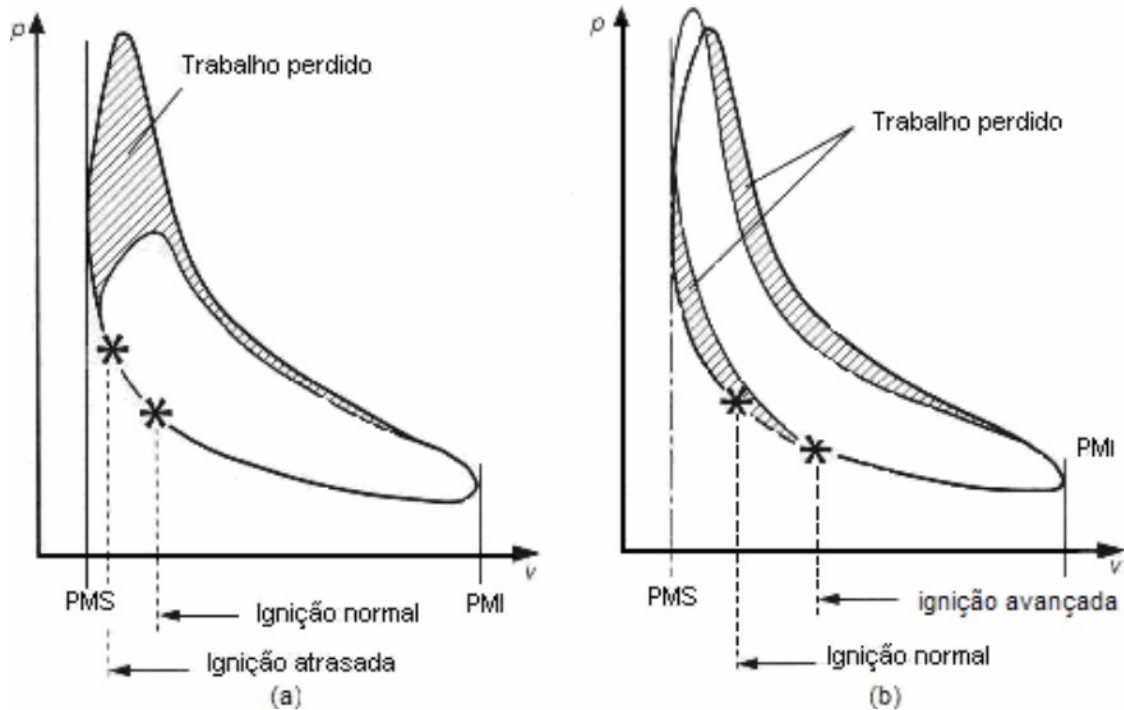 p
Trabalho perdido
v
PMS
PMI
Ignição normal
Ignição atrasada
(a)
p
Trabalho perdido
PMI
v
PMS
ignição avançada
Ignição normal
(b)